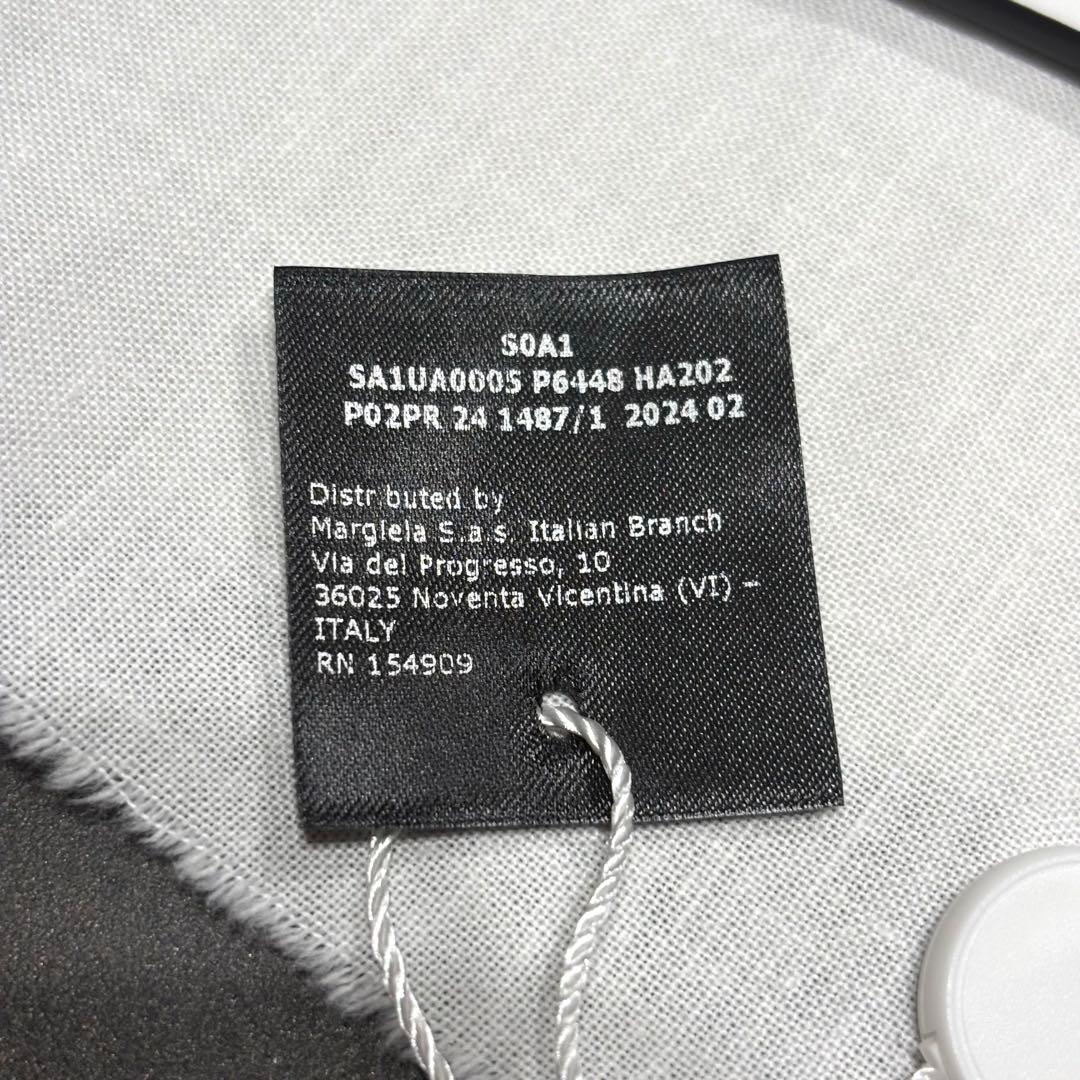 S0A1
SA1UA0005 P6448 HA202
P02PR 24 1487/1 2024 02
Distributed by
Margiela S.a.s. Italian Branch
Via del Progresso, 10
36025 Noventa Vicentina (VI) –
ITALY
RN 154909